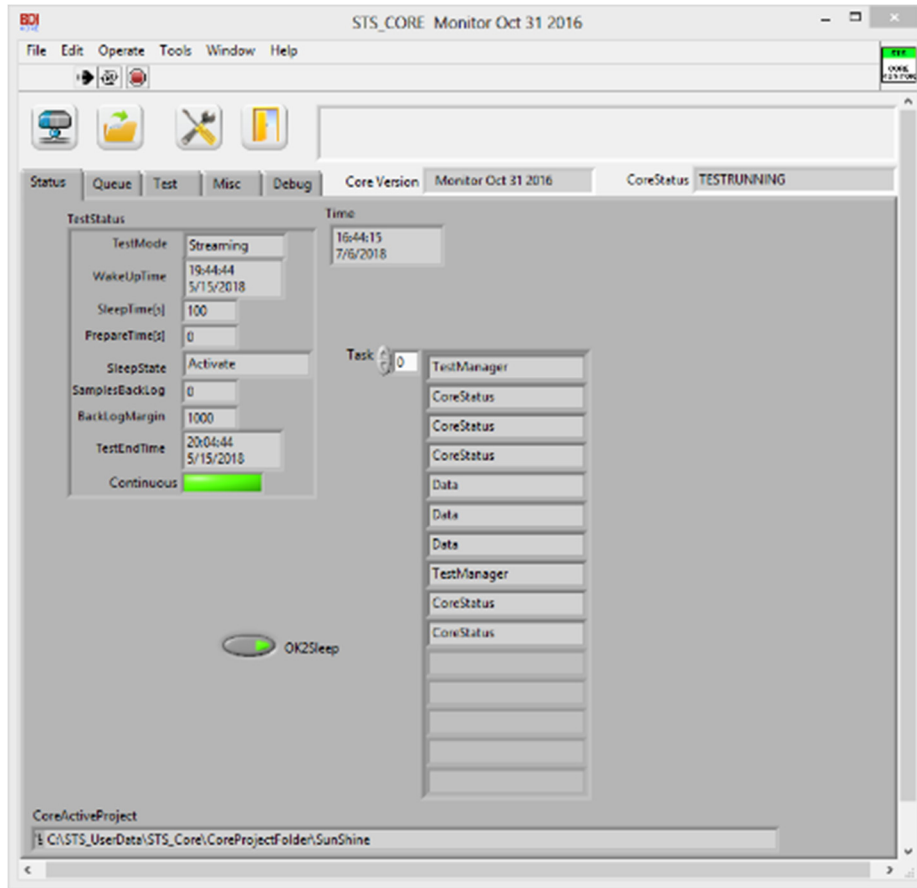 BDI
STS_CORE Monitor Oct 31 2016
File Edit Operate Tools Window Help
CORE
Status Queue Test Misc Debug Core Version Monitor Oct 31 2016 CoreStatus TESTRUNNING
TestStatus
Time
16:44:15
7/6/2018
TestMode Streaming
WakeUpTime 19:44:44
5/15/2018
SleepTime[s] 100
PrepareTime[s] 0
SleepState Activate
SamplesBackLog 0
BackLogMargin 1000
TestEndTime 20:04:44
5/15/2018
Continuous
Task 0
TestManager
CoreStatus
CoreStatus
CoreStatus
Data
Data
Data
TestManager
CoreStatus
CoreStatus
OK2Sleep
CoreActiveProject
C:\STS_UserData\STS_Core\CoreProjectFolder\SunShine